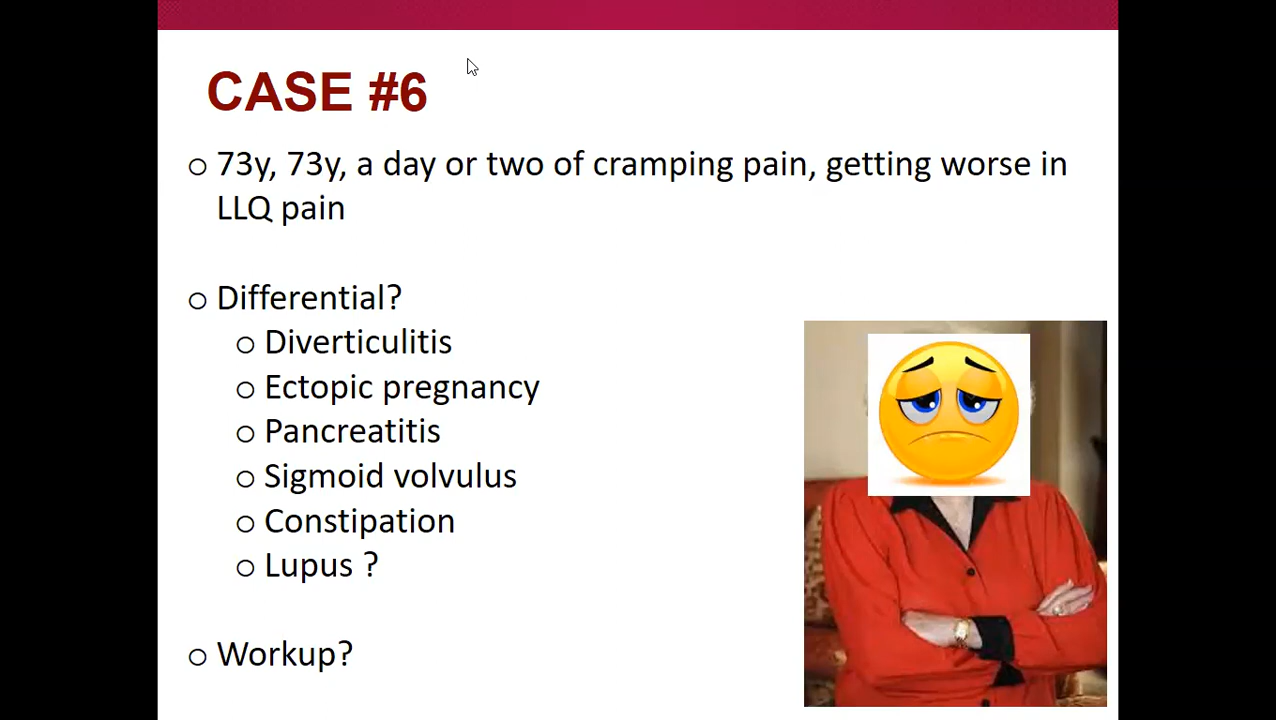 CASE #6
73y, 73y, a day or two of cramping pain, getting worse in
LLQ pain
Differential?
Diverticulitis
Ectopic pregnancy
Pancreatitis
Sigmoid volvulus
Constipation
Lupus ?
Workup?